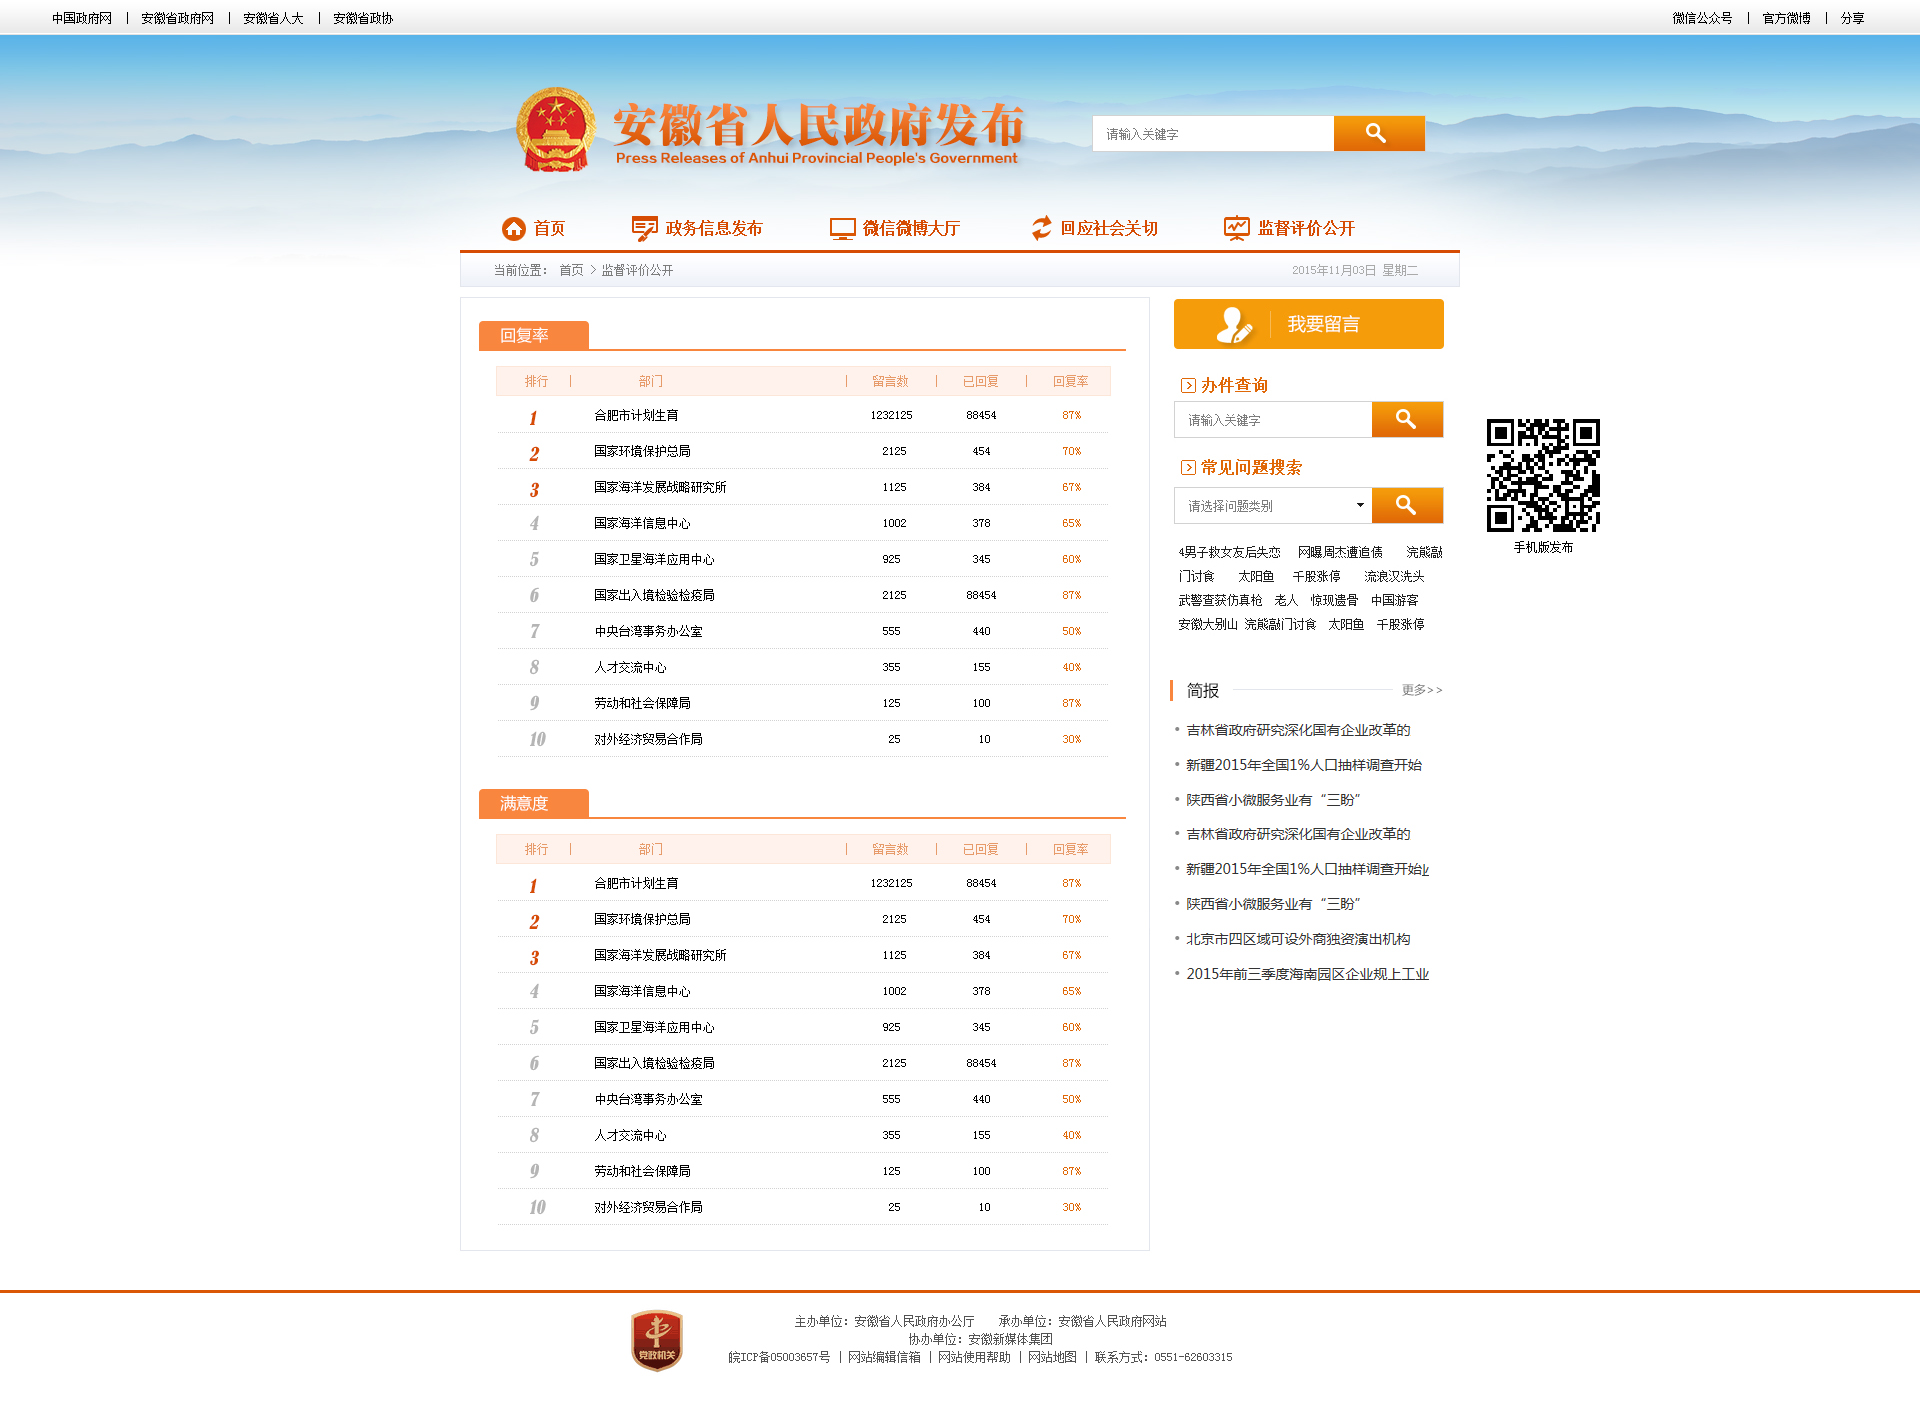 中国政府网 | 安徽省政府网 | 安徽省人大 | 安徽省政协
微信公众号 | 官方微博 | 分享
安徽省人民政府发布
Press Releases of Anhui Provincial People's Government
请输入关键字
首页 政务信息发布 微信微博大厅 回应社会关切 监督评价公开
当前位置： 首页 > 监督评价公开
2015年11月03日 星期二
回复率
排行 | 部门 | 留言数 | 已回复 | 回复率
1 合肥市计划生育 1232125 88454 87%
2 国家环境保护总局 2125 454 70%
3 国家海洋发展战略研究所 1125 384 67%
4 国家海洋信息中心 1002 378 65%
5 国家卫星海洋应用中心 925 345 60%
6 国家出入境检验检疫局 2125 88454 87%
7 中央台湾事务办公室 555 440 50%
8 人才交流中心 355 155 40%
9 劳动和社会保障局 125 100 87%
10 对外经济贸易合作局 25 10 30%
满意度
排行 | 部门 | 留言数 | 已回复 | 回复率
1 合肥市计划生育 1232125 88454 87%
2 国家环境保护总局 2125 454 70%
3 国家海洋发展战略研究所 1125 384 67%
4 国家海洋信息中心 1002 378 65%
5 国家卫星海洋应用中心 925 345 60%
6 国家出入境检验检疫局 2125 88454 87%
7 中央台湾事务办公室 555 440 50%
8 人才交流中心 355 155 40%
9 劳动和社会保障局 125 100 87%
10 对外经济贸易合作局 25 10 30%
我要留言
办件查询
请输入关键字
常见问题搜索
请选择问题类别
4男子救女友后失恋 网曝周杰遭追债 浣熊敲
门讨食 太阳鱼 千股涨停 流浪汉洗头
武警查获仿真枪 老人 惊现遗骨 中国游客
安徽大别山 浣熊敲门讨食 太阳鱼 千股涨停
简报 更多>>
• 吉林省政府研究深化国有企业改革的
• 新疆2015年全国1%人口抽样调查开始
• 陕西省小微服务业有“三盼”
• 吉林省政府研究深化国有企业改革的
• 新疆2015年全国1%人口抽样调查开始
• 陕西省小微服务业有“三盼”
• 北京市四区域可设外商独资演出机构
• 2015年前三季度海南园区企业规上工业
手机版发布
党政机关
主办单位：安徽省人民政府办公厅 承办单位：安徽省人民政府网站
协办单位：安徽新媒体集团
皖ICP备05003657号 | 网站编辑信箱 | 网站使用帮助 | 网站地图 | 联系方式：0551-62603315